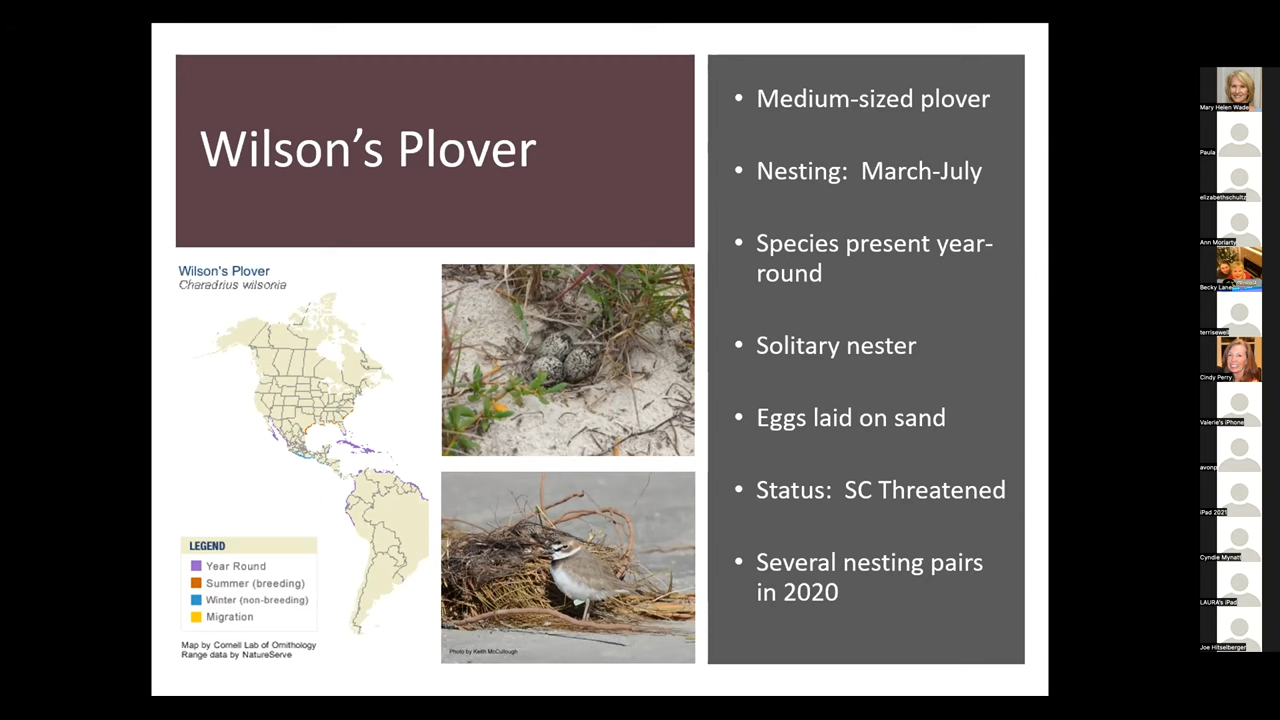 Wilson's Plover
• Medium-sized plover
• Nesting: March-July
• Species present year-
round
• Solitary nester
• Eggs laid on sand
• Status: SC Threatened
• Several nesting pairs
in 2020
Wilson's Plover
Charadrius wilsonia
LEGEND
Year Round
Summer (breeding)
Winter (non-breeding)
Migration
Map by Cornell Lab of Ornithology
Range data by NatureServe
Photo by Keith McCullough
Mary Helen Wade
Paula
elizabethschultz
Ann Moriarty
Becky Lane
terrisewell
Cindy Perry
Valerie's iPhone
avonp
iPad 2021
Cyndie Mynatt
LAURA's iPad
Joe Hitselberger